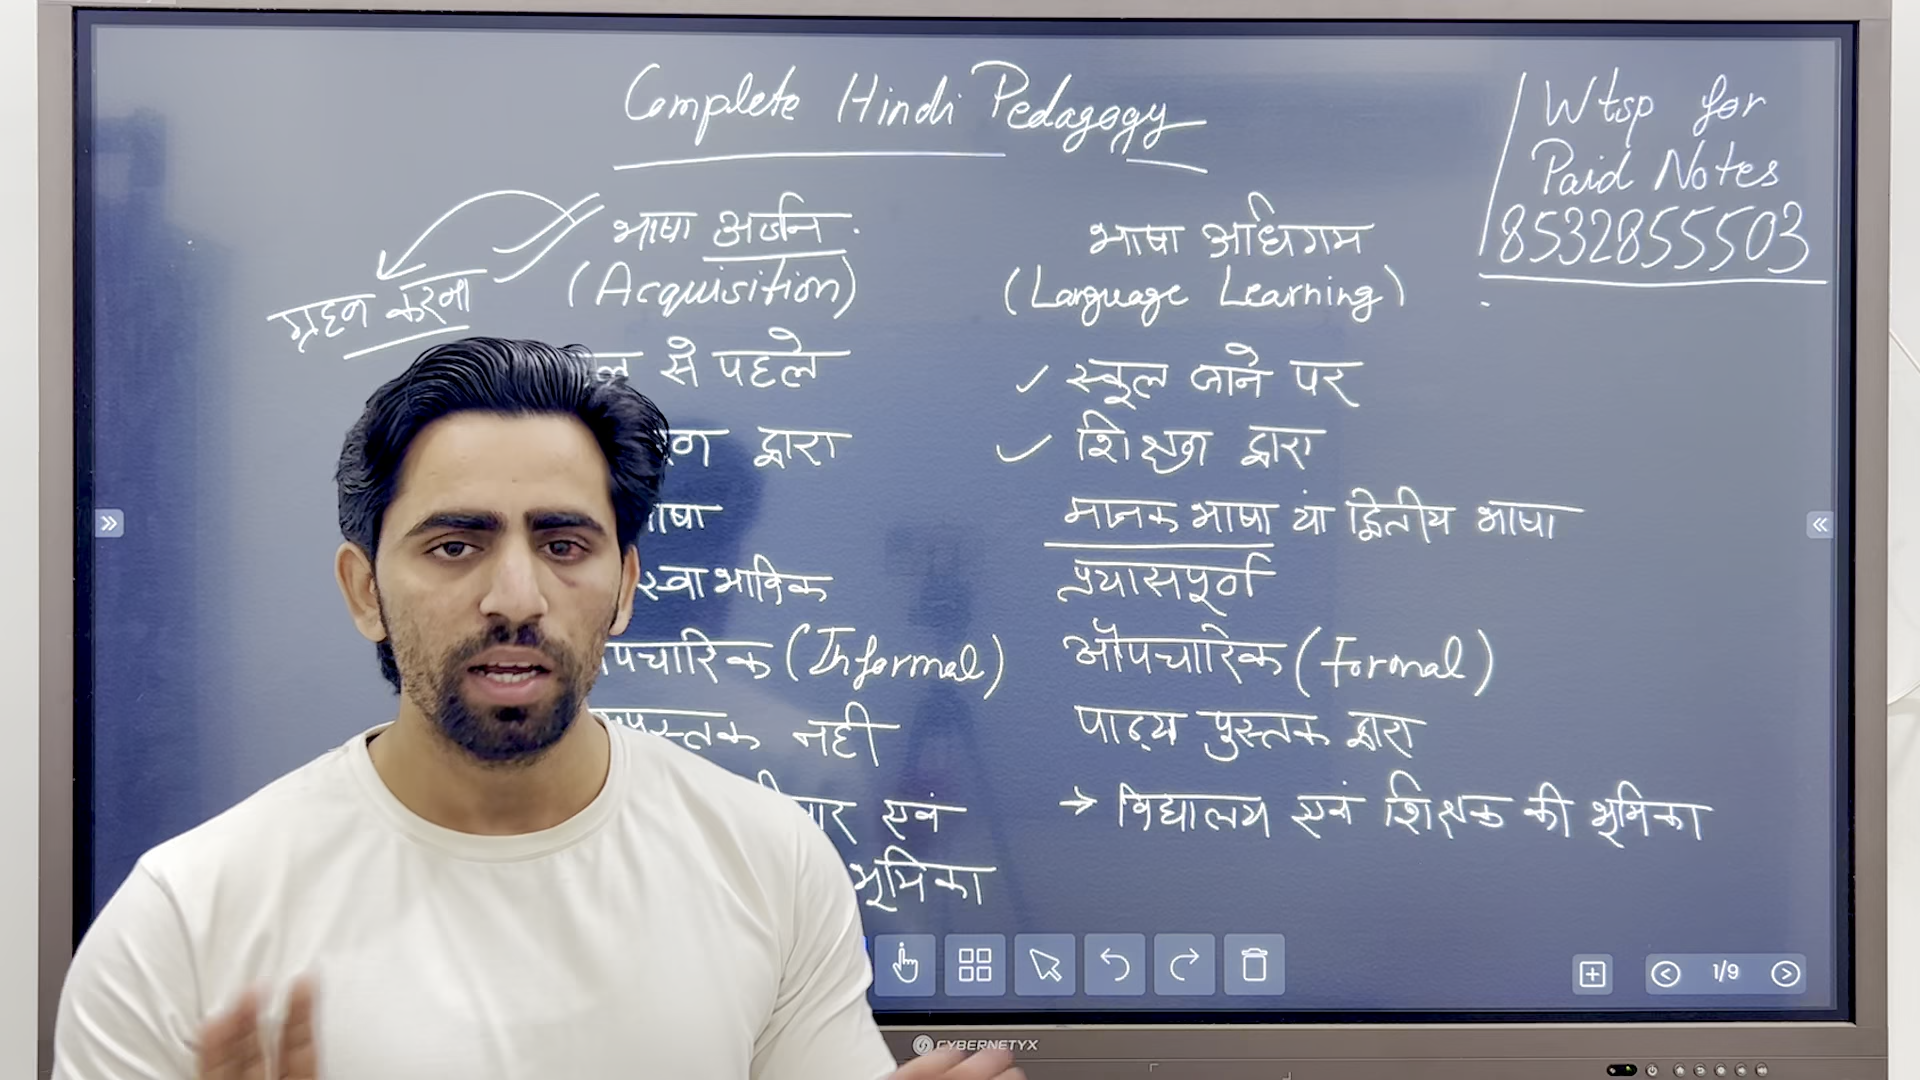 Complete Hindi Pedagogy
Wtsp for
Paid Notes
8532855503
भाषा अर्जन
(Acquisition)
ग्रहन करना
से पहले
द्वारा
स्वाभाविक
(Informal)
नही
एवं
भूमिका
भाषा अधिगम
(Language Learning)
✓ स्कूल जाने पर
✓ शिक्षण द्वारा
मानक भाषा या द्वितीय भाषा
प्रयासपूर्ण
औपचारिक (Formal)
पाठ्य पुस्तक द्वारा
→ विद्यालय एवं शिक्षक की भूमिका
1/9
CYBERNETYX